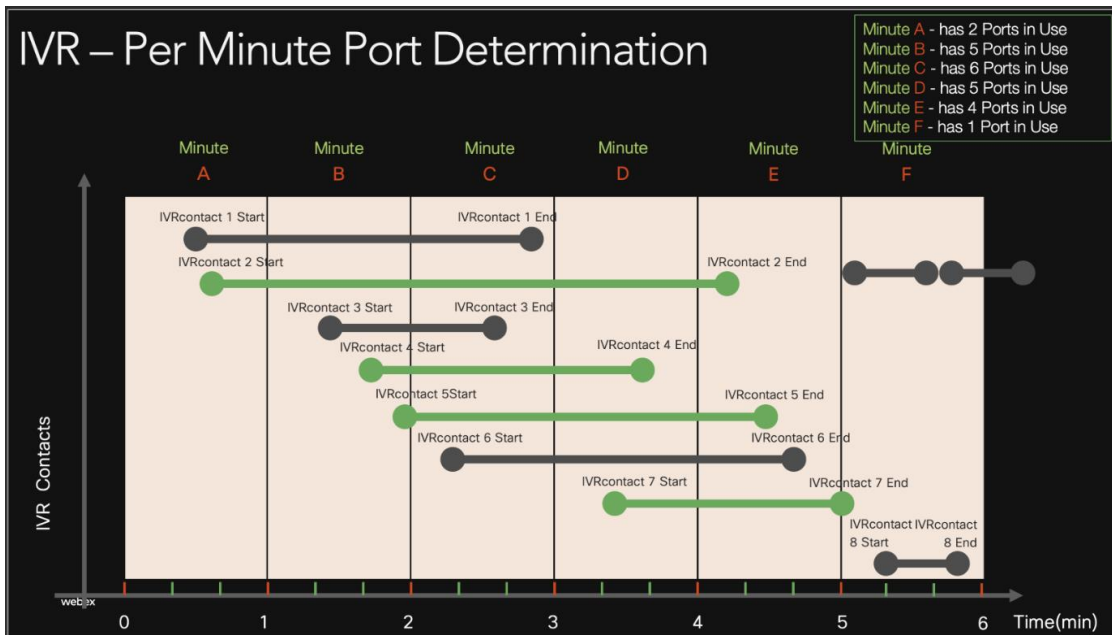 IVR – Per Minute Port Determination
Minute A - has 2 Ports in Use
Minute B - has 5 Ports in Use
Minute C - has 6 Ports in Use
Minute D - has 5 Ports in Use
Minute E - has 4 Ports in Use
Minute F - has 1 Port in Use
Minute Minute Minute Minute Minute Minute
A B C D E F
IVRcontact 1 Start IVRcontact 1 End
IVRcontact 2 Start IVRcontact 2 End
IVRcontact 3 Start IVRcontact 3 End
IVRcontact 4 Start IVRcontact 4 End
IVRcontact 5Start IVRcontact 5 End
IVRcontact 6 Start IVRcontact 6 End
IVRcontact 7 Start IVRcontact 7 End
IVRcontact IVRcontact
8 Start 8 End
IVR Contacts
webex
0 1 2 3 4 5 6 Time(min)